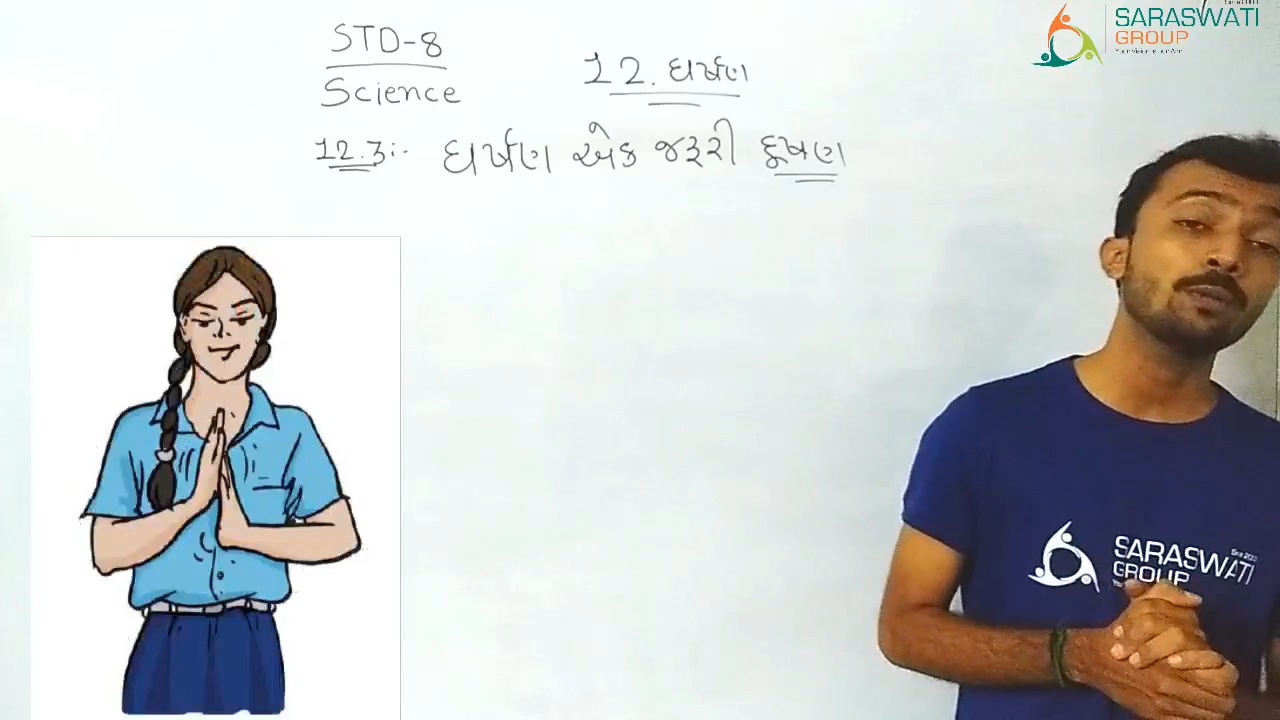 STD-8
Science
12. ઘર્ષણ
12.3:- ઘર્ષણ એક જરૂરી દૂષણ
SARASWATI
GROUP
SARASWATI
GROUP